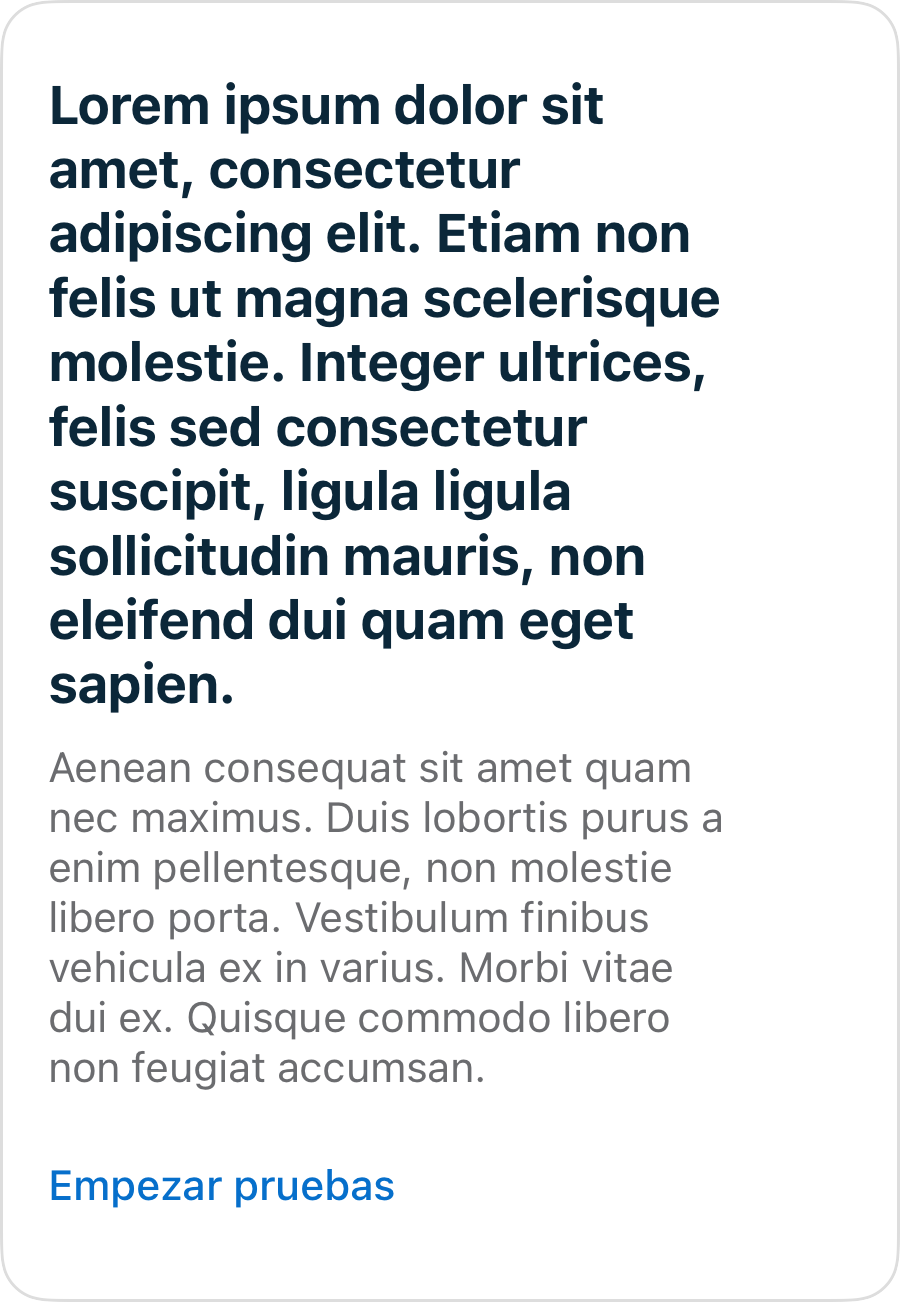 Lorem ipsum dolor sit
amet, consectetur
adipiscing elit. Etiam non
felis ut magna scelerisque
molestie. Integer ultrices,
felis sed consectetur
suscipit, ligula ligula
sollicitudin mauris, non
eleifend dui quam eget
sapien.
Aenean consequat sit amet quam
nec maximus. Duis lobortis purus a
enim pellentesque, non molestie
libero porta. Vestibulum finibus
vehicula ex in varius. Morbi vitae
dui ex. Quisque commodo libero
non feugiat accumsan.
Empezar pruebas